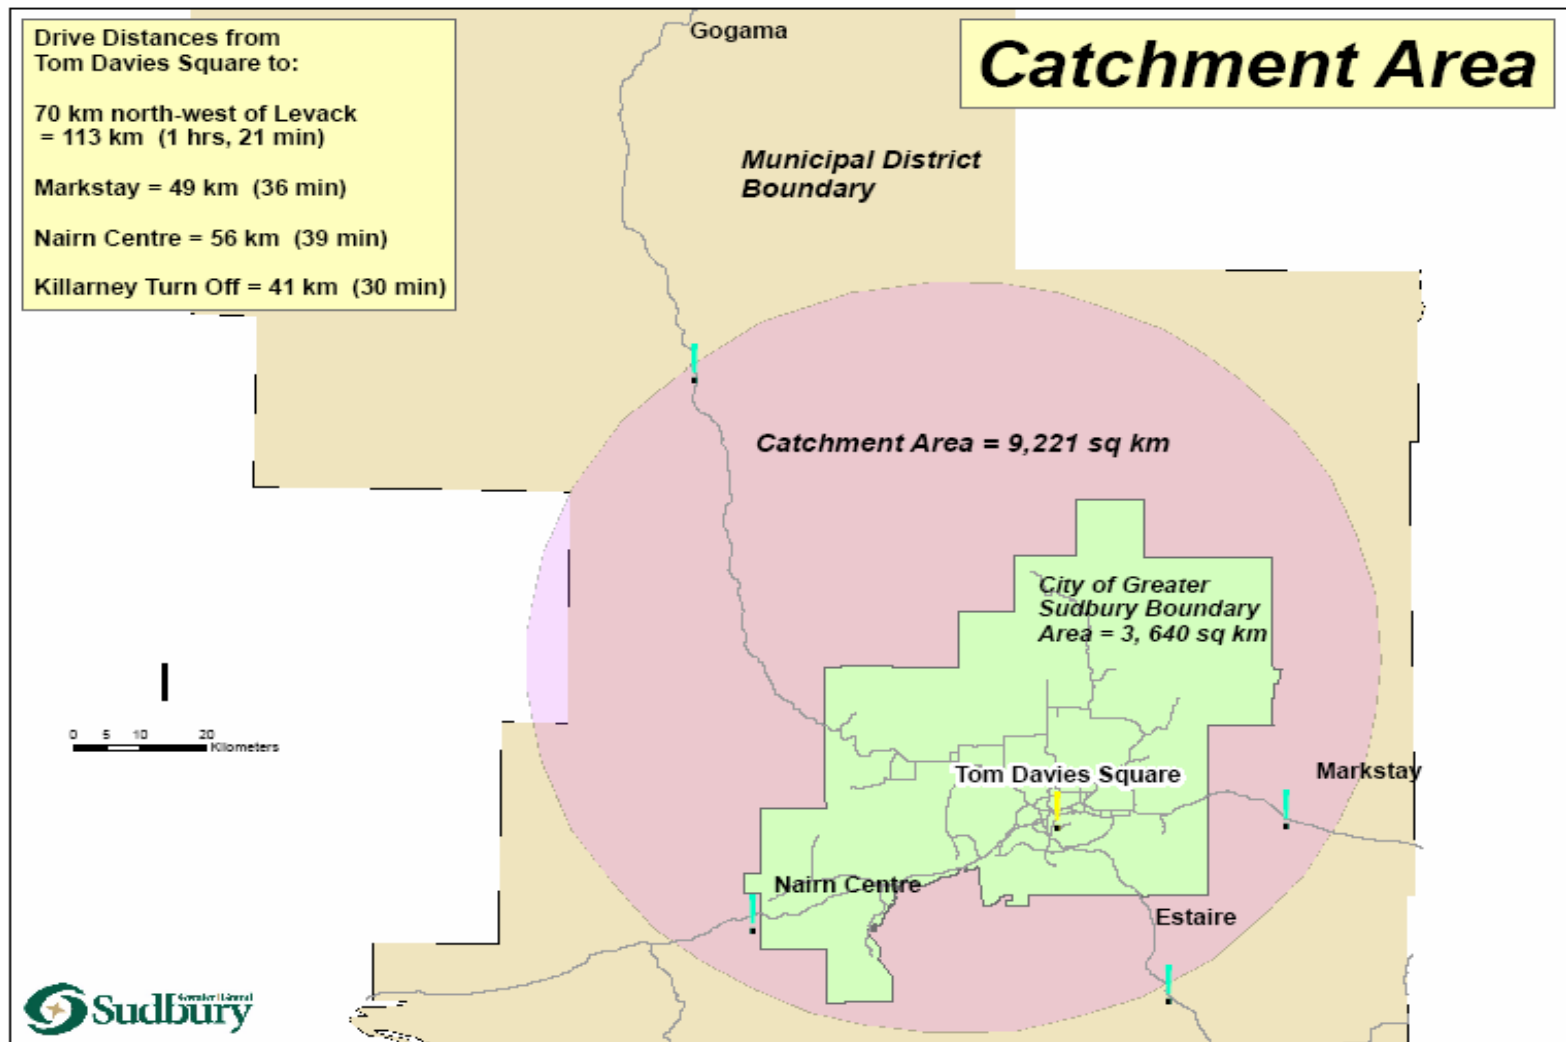 Drive Distances from
Tom Davies Square to:
70 km north-west of Levack
= 113 km (1 hrs, 21 min)
Markstay = 49 km (36 min)
Nairn Centre = 56 km (39 min)
Killarney Turn Off = 41 km (30 min)
Gogama
Catchment Area
Municipal District
Boundary
Catchment Area = 9,221 sq km
City of Greater
Sudbury Boundary
Area = 3, 640 sq km
0 5 10 20
Kilometers
Tom Davies Square
Markstay
Nairn Centre
Estaire
Sudbury